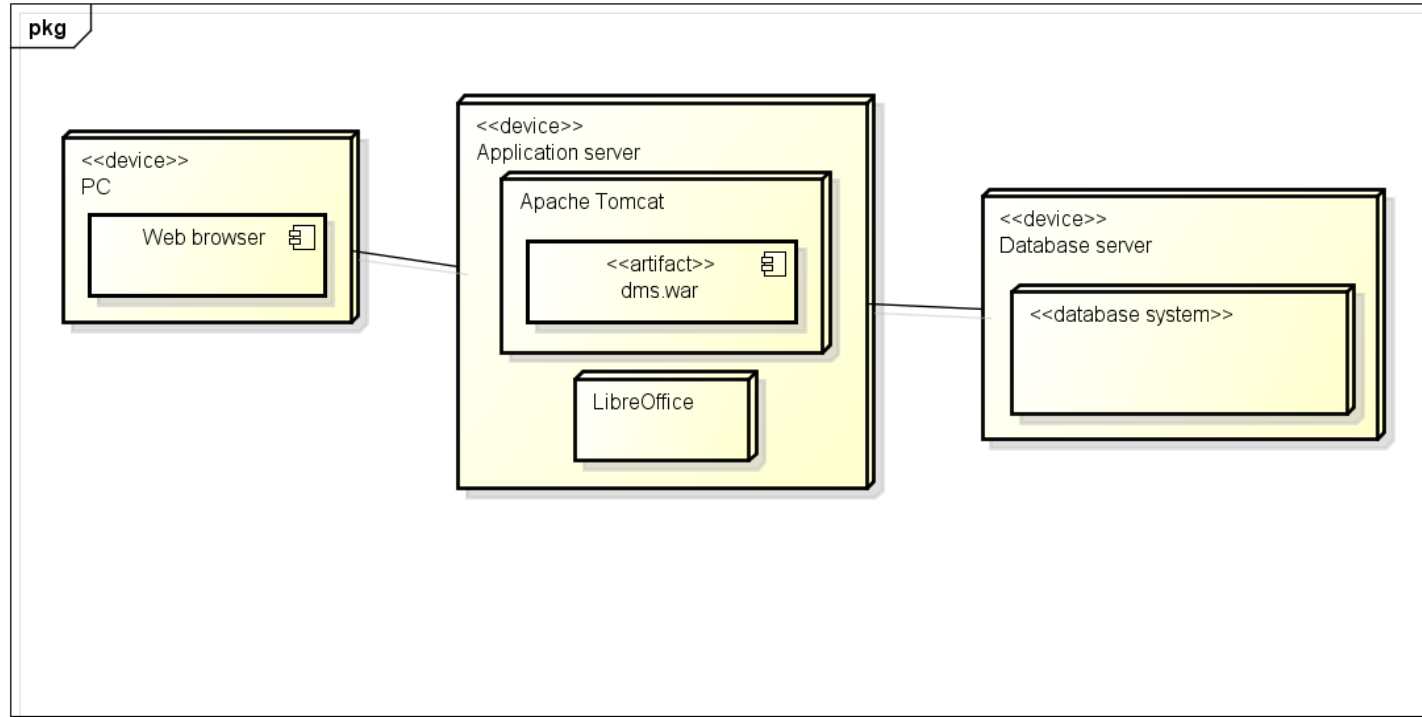 pkg
<<device>>
PC
Web browser
<<device>>
Application server
Apache Tomcat
<<artifact>>
dms.war
LibreOffice
<<device>>
Database server
<<database system>>